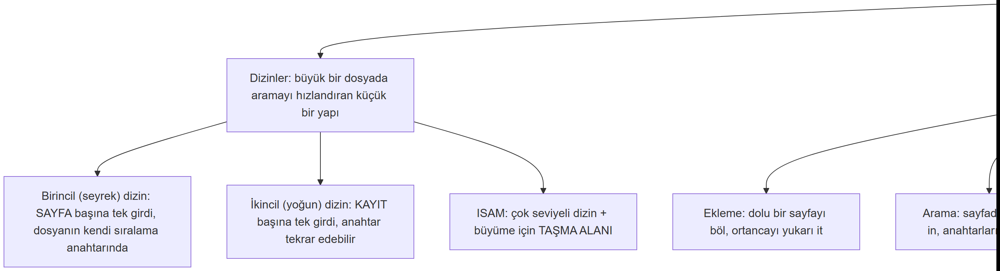 Dizinler: büyük bir dosyada
aramayı hızlandıran küçük
bir yapı
Birincil (seyrek) dizin:
SAYFA başına tek girdi,
dosyanın kendi sıralama
anahtarında
İkincil (yoğun) dizin: KAYIT
başına tek girdi, anahtar
tekrar edebilir
ISAM: çok seviyeli dizin +
büyüme için TAŞMA ALANI
Ekleme: dolu bir sayfayı
böl, ortancayı yukarı it
Arama:
in,